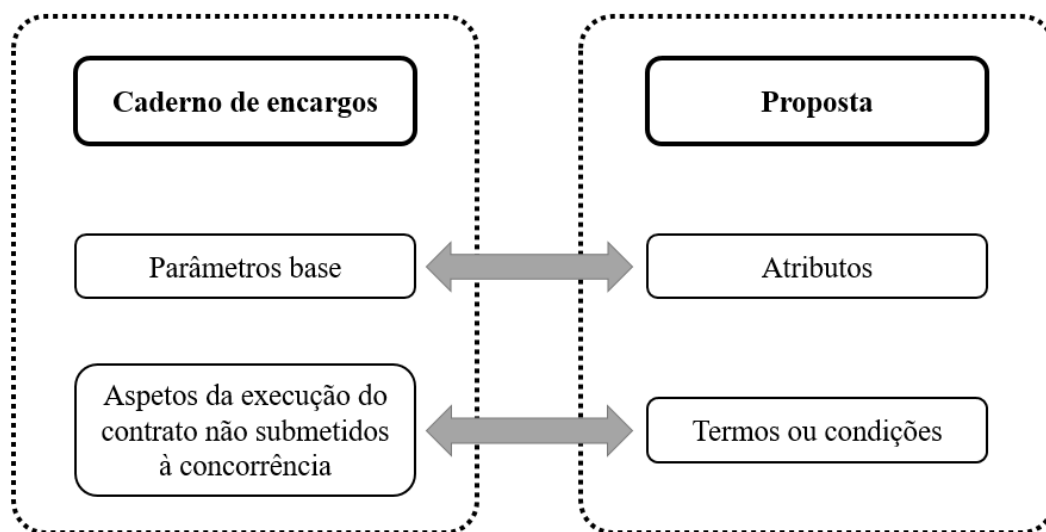 Caderno de encargos
Proposta
Parâmetros base
Atributos
Aspetos da execução do
contrato não submetidos
à concorrência
Termos ou condições